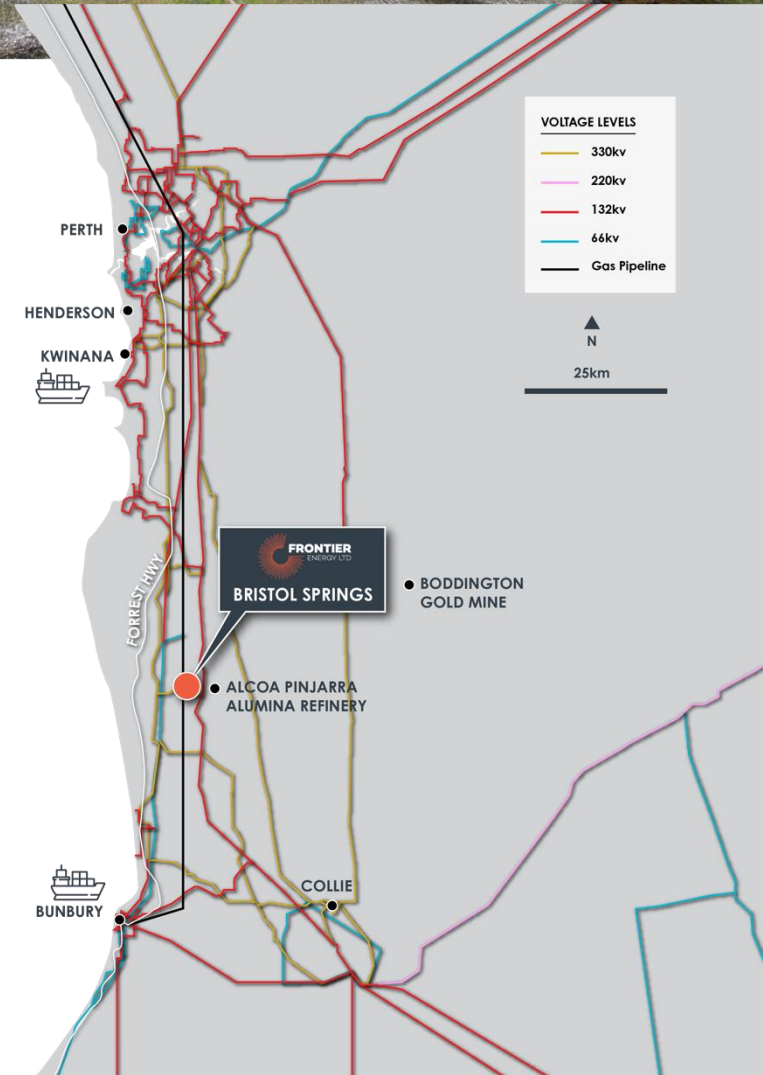 VOLTAGE LEVELS
330kv
220kv
132kv
66kv
Gas Pipeline
N
25km
PERTH
HENDERSON
KWINANA
FORREST HWY
FRONTIER
ENERGY LTD
BRISTOL SPRINGS
BODDINGTON
GOLD MINE
ALCOA PINJARRA
ALUMINA REFINERY
COLLIE
BUNBURY